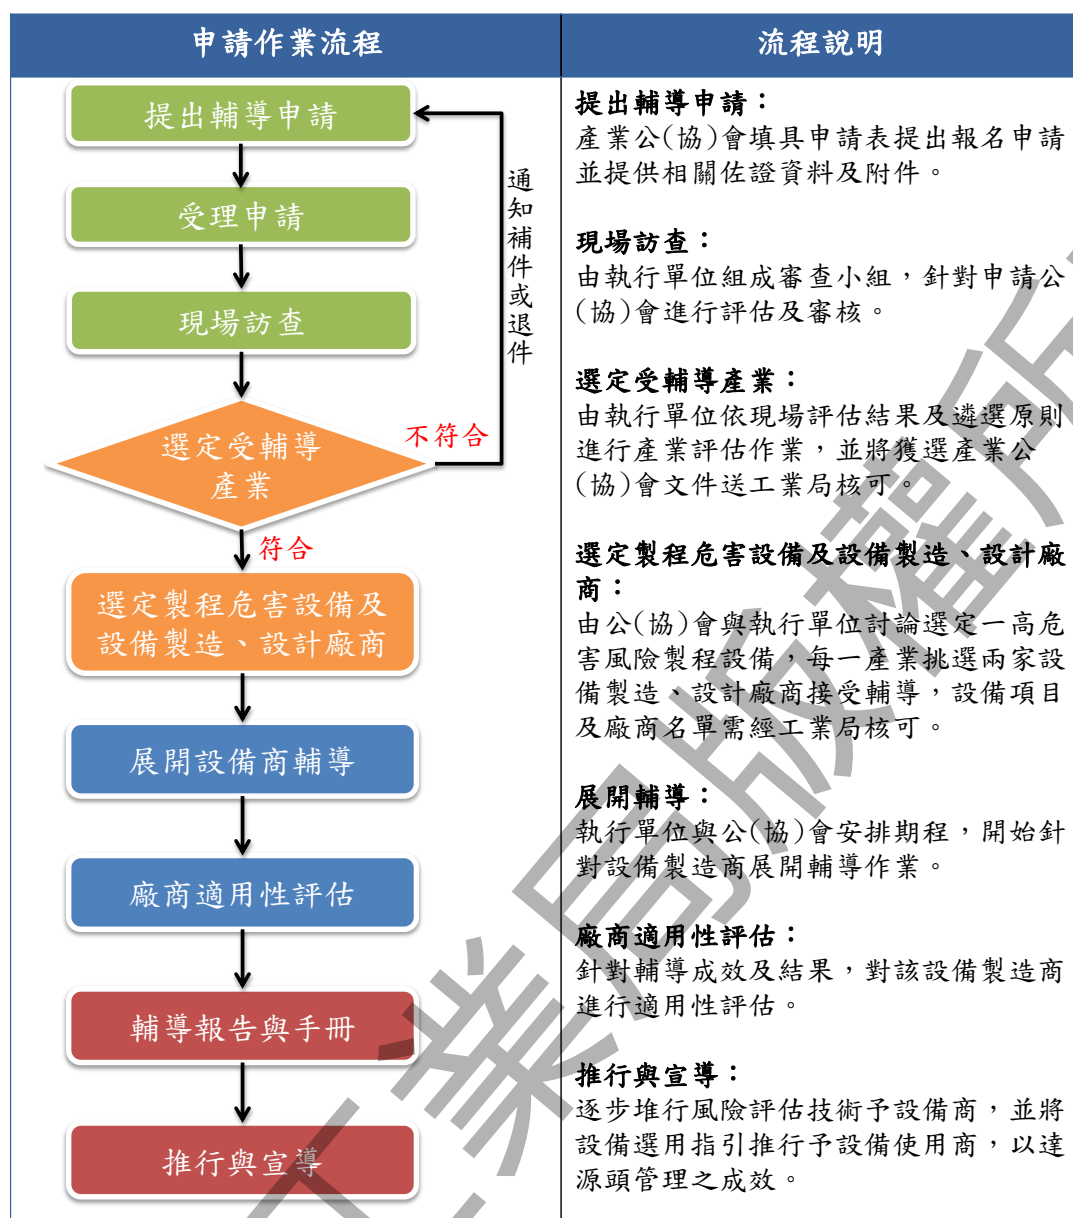 申請作業流程
流程說明
提出輔導申請
受理申請
現場訪查
選定受輔導
產業
不符合
通知補件或退件
符合
選定製程危害設備及
設備製造、設計廠商
展開設備商輔導
廠商適用性評估
輔導報告與手冊
推行與宣導
提出輔導申請：
產業公(協)會填具申請表提出報名申請
並提供相關佐證資料及附件。
現場訪查：
由執行單位組成審查小組，針對申請公
(協)會進行評估及審核。
選定受輔導產業：
由執行單位依現場評估結果及遴選原則
進行產業評估作業，並將獲選產業公
(協)會文件送工業局核可。
選定製程危害設備及設備製造、設計廠
商：
由公(協)會與執行單位討論選定一高危
害風險製程設備，每一產業挑選兩家設
備製造、設計廠商接受輔導，設備項目
及廠商名單需經工業局核可。
展開輔導：
執行單位與公(協)會安排期程，開始針
對設備製造商展開輔導作業。
廠商適用性評估：
針對輔導成效及結果，對該設備製造商
進行適用性評估。
推行與宣導：
逐步堆行風險評估技術予設備商，並將
設備選用指引推行予設備使用商，以達
源頭管理之成效。
工業局版權所